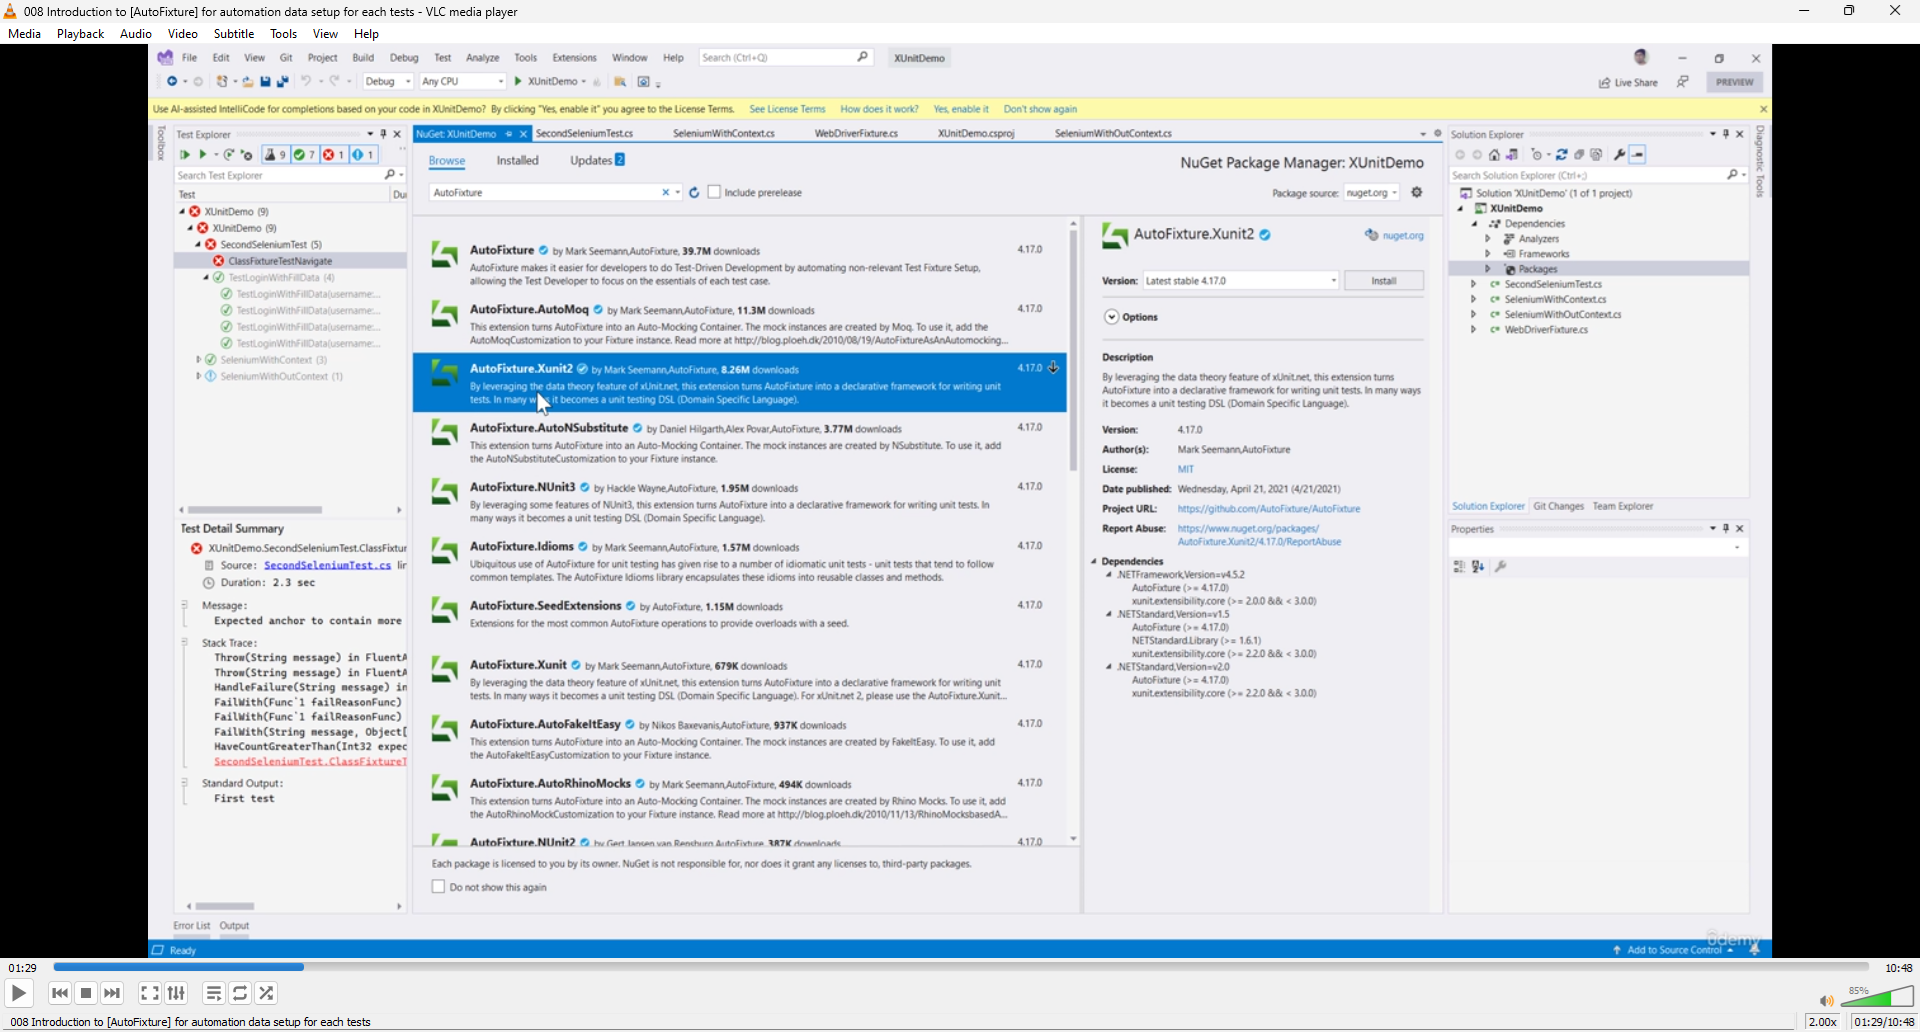 008 Introduction to [AutoFixture] for automation data setup for each tests - VLC media player
Media Playback Audio Video Subtitle Tools View Help
File Edit View Git Project Build Debug Test Analyze Tools Extensions Window Help Search (Ctrl+Q) XUnitDemo
Debug Any CPU XUnitDemo Live Share PREVIEW
Use AI-assisted IntelliCode for completions based on your code in XUnitDemo? By clicking "Yes, enable it" you agree to the License Terms. See License Terms How does it work? Yes, enable it Don't show again
Toolbox
Test Explorer
9 7 1 1
Search Test Explorer
Test Du
XUnitDemo (9)
XUnitDemo (9)
SecondSeleniumTest (5)
ClassFixtureTestNavigate
TestLoginWithFillData (4)
TestLoginWithFillData(username:...
TestLoginWithFillData(username:...
TestLoginWithFillData(username:...
TestLoginWithFillData(username:...
SeleniumWithContext (3)
SeleniumWithOutContext (1)
Test Detail Summary
XUnitDemo.SecondSeleniumTest.ClassFixtur
Source: SecondSeleniumTest.cs lir
Duration: 2.3 sec
Message:
Expected anchor to contain more
Stack Trace:
Throw(String message) in FluentA
Throw(String message) in FluentA
HandleFailure(String message) in
FailWith(Func`1 failReasonFunc)
FailWith(Func`1 failReasonFunc)
FailWith(String message, Object[
HaveCountGreaterThan(Int32 expec
SecondSeleniumTest.ClassFixtureT
Standard Output:
First test
NuGet: XUnitDemo SecondSeleniumTest.cs SeleniumWithContext.cs WebDriverFixture.cs XUnitDemo.csproj SeleniumWithOutContext.cs
Browse Installed Updates 2
NuGet Package Manager: XUnitDemo
AutoFixture Include prerelease Package source: nuget.org
AutoFixture by Mark Seemann,AutoFixture, 39.7M downloads 4.17.0
AutoFixture makes it easier for developers to do Test-Driven Development by automating non-relevant Test Fixture Setup,
allowing the Test Developer to focus on the essentials of each test case.
AutoFixture.AutoMoq by Mark Seemann,AutoFixture, 11.3M downloads 4.17.0
This extension turns AutoFixture into an Auto-Mocking Container. The mock instances are created by Moq. To use it, add the
AutoMoqCustomization to your Fixture instance. Read more at http://blog.ploeh.dk/2010/08/19/AutoFixtureAsAnAutomocking...
AutoFixture.Xunit2 by Mark Seemann,AutoFixture, 8.26M downloads 4.17.0
By leveraging the data theory feature of xUnit.net, this extension turns AutoFixture into a declarative framework for writing unit
tests. In many it becomes a unit testing DSL (Domain Specific Language).
AutoFixture.AutoNSubstitute by Daniel Hilgarth,Alex Povar,AutoFixture, 3.77M downloads 4.17.0
This extension turns AutoFixture into an Auto-Mocking Container. The mock instances are created by NSubstitute. To use it, add
the AutoNSubstituteCustomization to your Fixture instance.
AutoFixture.NUnit3 by Hackle Wayne,AutoFixture, 1.95M downloads 4.17.0
By leveraging some features of NUnit3, this extension turns AutoFixture into a declarative framework for writing unit tests. In
many ways it becomes a unit testing DSL (Domain Specific Language).
AutoFixture.Idioms by Mark Seemann,AutoFixture, 1.57M downloads 4.17.0
Ubiquitous use of AutoFixture for unit testing has given rise to a number of idiomatic unit tests - unit tests that tend to follow
common templates. The AutoFixture Idioms library encapsulates these idioms into reusable classes and methods.
AutoFixture.SeedExtensions by AutoFixture, 1.15M downloads 4.17.0
Extensions for the most common AutoFixture operations to provide overloads with a seed.
AutoFixture.Xunit by Mark Seemann,AutoFixture, 679K downloads 4.17.0
By leveraging the data theory feature of xUnit.net, this extension turns AutoFixture into a declarative framework for writing unit
tests. In many ways it becomes a unit testing DSL (Domain Specific Language). For xUnit.net 2, please use the AutoFixture.Xunit...
AutoFixture.AutoFakeItEasy by Nikos Baxevanis,AutoFixture, 937K downloads 4.17.0
This extension turns AutoFixture into an Auto-Mocking Container. The mock instances are created by FakeItEasy. To use it, add
the AutoFakeItEasyCustomization to your Fixture instance.
AutoFixture.AutoRhinoMocks by Mark Seemann,AutoFixture, 494K downloads 4.17.0
This extension turns AutoFixture into an Auto-Mocking Container. The mock instances are created by Rhino Mocks. To use it, add
the AutoRhinoMockCustomization to your Fixture instance. Read more at http://blog.ploeh.dk/2010/11/13/RhinoMocksbasedA...
AutoFixture.NUnit2 by Gert Jansen van Rensburg,AutoFixture, 387K downloads 4.17.0
Each package is licensed to you by its owner. NuGet is not responsible for, nor does it grant any licenses to, third-party packages.
Do not show this again
AutoFixture.Xunit2 nuget.org
Version: Latest stable 4.17.0 Install
Options
Description
By leveraging the data theory feature of xUnit.net, this extension turns
AutoFixture into a declarative framework for writing unit tests. In many ways
it becomes a unit testing DSL (Domain Specific Language).
Version: 4.17.0
Author(s): Mark Seemann,AutoFixture
License: MIT
Date published: Wednesday, April 21, 2021 (4/21/2021)
Project URL: https://github.com/AutoFixture/AutoFixture
Report Abuse: https://www.nuget.org/packages/
AutoFixture.Xunit2/4.17.0/ReportAbuse
Dependencies
.NETFramework,Version=v4.5.2
AutoFixture (>= 4.17.0)
xunit.extensibility.core (>= 2.0.0 && < 3.0.0)
.NETStandard,Version=v1.5
AutoFixture (>= 4.17.0)
NETStandard.Library (>= 1.6.1)
xunit.extensibility.core (>= 2.2.0 && < 3.0.0)
.NETStandard,Version=v2.0
AutoFixture (>= 4.17.0)
xunit.extensibility.core (>= 2.2.0 && < 3.0.0)
Solution Explorer
Search Solution Explorer (Ctrl+;)
Solution 'XUnitDemo' (1 of 1 project)
XUnitDemo
Dependencies
Analyzers
Frameworks
Packages
SecondSeleniumTest.cs
SeleniumWithContext.cs
SeleniumWithOutContext.cs
WebDriverFixture.cs
Solution Explorer Git Changes Team Explorer
Properties
Diagnostic Tools
Error List Output
Ready Add to Source Control
ûdemy
01:29 10:48
85%
008 Introduction to [AutoFixture] for automation data setup for each tests 2.00x 01:29/10:48